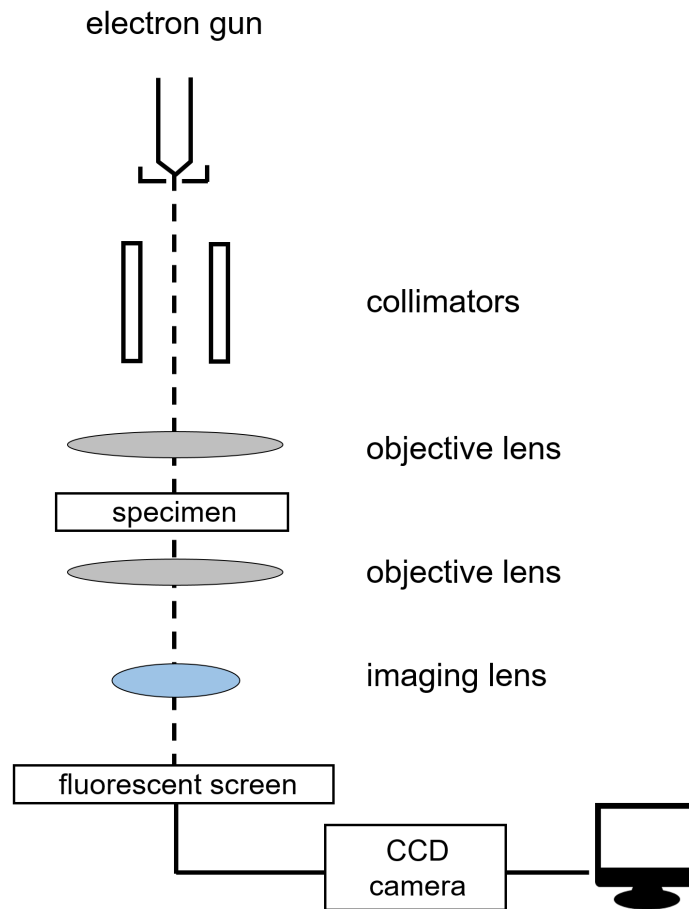 electron gun
collimators
objective lens
specimen
objective lens
imaging lens
fluorescent screen
CCD
camera